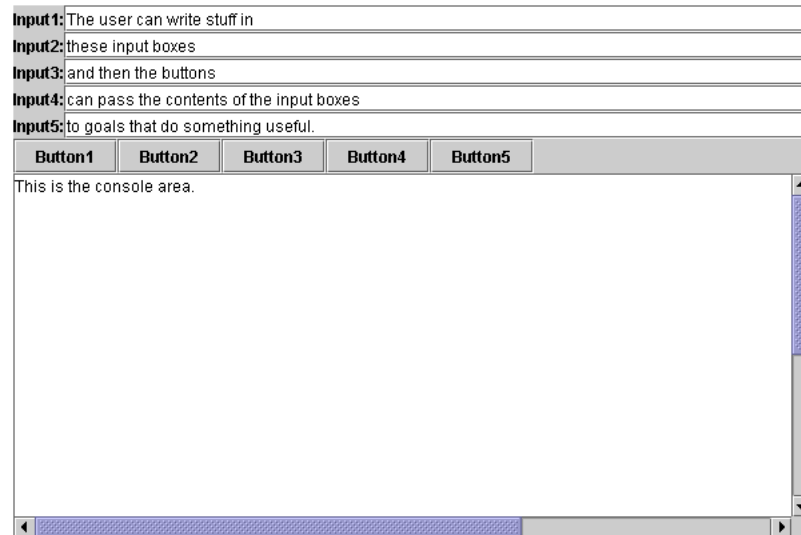 Input1: The user can write stuff in
Input2: these input boxes
Input3: and then the buttons
Input4: can pass the contents of the input boxes
Input5: to goals that do something useful.
Button1 Button2 Button3 Button4 Button5
This is the console area.